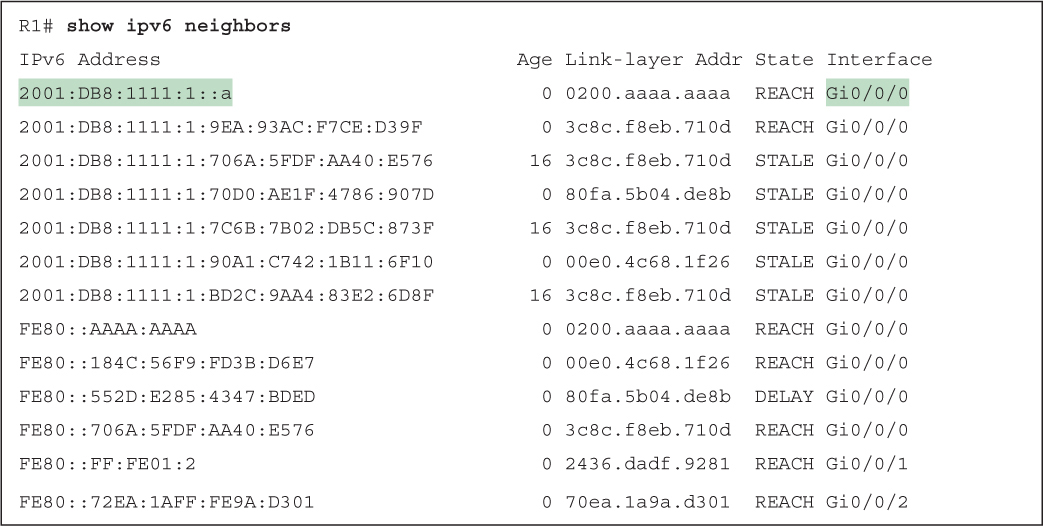 R1# show ipv6 neighbors
IPv6 Address Age Link-layer Addr State Interface
2001:DB8:1111:1::a 0 0200.aaaa.aaaa REACH Gi0/0/0
2001:DB8:1111:1:9EA:93AC:F7CE:D39F 0 3c8c.f8eb.710d REACH Gi0/0/0
2001:DB8:1111:1:706A:5FDF:AA40:E576 16 3c8c.f8eb.710d STALE Gi0/0/0
2001:DB8:1111:1:70D0:AE1F:4786:907D 0 80fa.5b04.de8b STALE Gi0/0/0
2001:DB8:1111:1:7C6B:7B02:DB5C:873F 16 3c8c.f8eb.710d STALE Gi0/0/0
2001:DB8:1111:1:90A1:C742:1B11:6F10 0 00e0.4c68.1f26 STALE Gi0/0/0
2001:DB8:1111:1:BD2C:9AA4:83E2:6D8F 16 3c8c.f8eb.710d STALE Gi0/0/0
FE80::AAAA:AAAA 0 0200.aaaa.aaaa REACH Gi0/0/0
FE80::184C:56F9:FD3B:D6E7 0 00e0.4c68.1f26 REACH Gi0/0/0
FE80::552D:E285:4347:BDED 0 80fa.5b04.de8b DELAY Gi0/0/0
FE80::706A:5FDF:AA40:E576 0 3c8c.f8eb.710d REACH Gi0/0/0
FE80::FF:FE01:2 0 2436.dadf.9281 REACH Gi0/0/1
FE80::72EA:1AFF:FE9A:D301 0 70ea.1a9a.d301 REACH Gi0/0/2